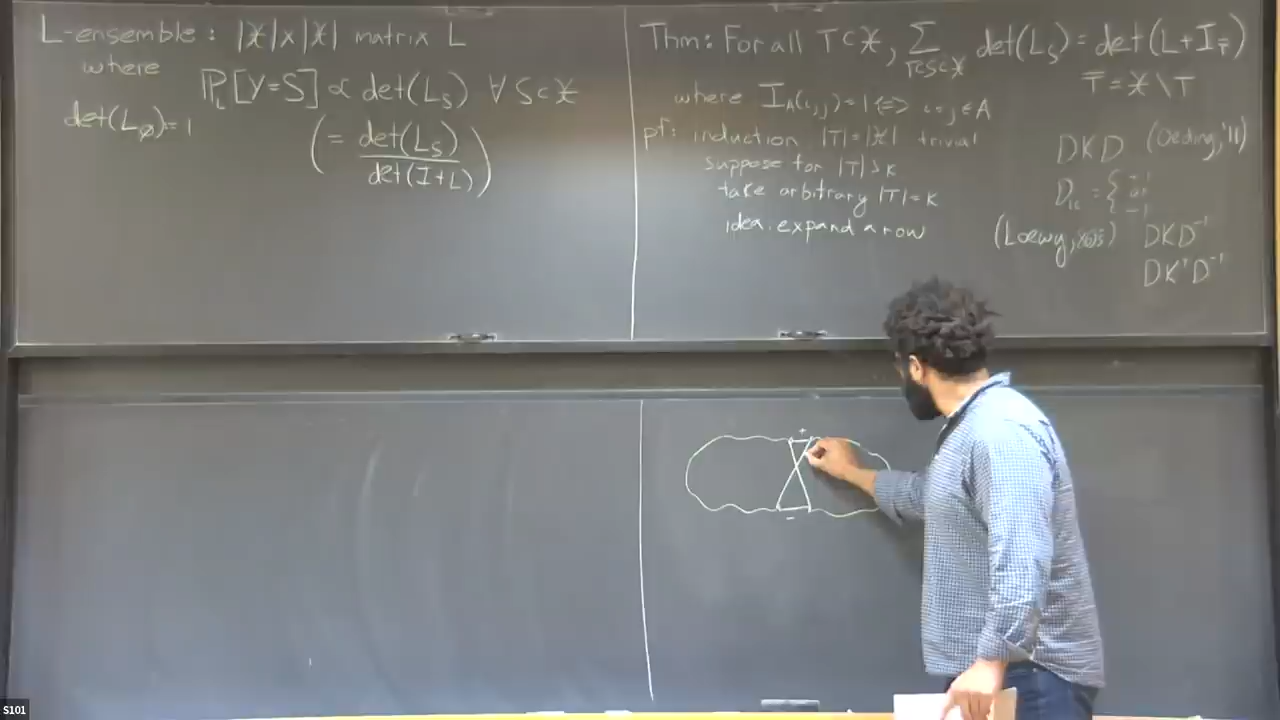 L-ensemble: |X|x|X| matrix L
where
P_L[Y=S] ∝ det(L_S) ∀ S⊂X
det(L_∅)=1
(= det(L_S) / det(I+L))
Thm: For all T⊂X, Σ_{T⊂S⊂X} det(L_S) = det(L+I_T̄)
T̄ = X\T
where I_A(i,j)=1 ⟺ i=j∈A
pf: induction |T|=|X| trivial
suppose for |T|>k
take arbitrary |T|=k
idea. expand a row
DKD (Oeding,'11)
(Loewy, DKD⁻¹
DKᵀD⁻¹
+
-
S101